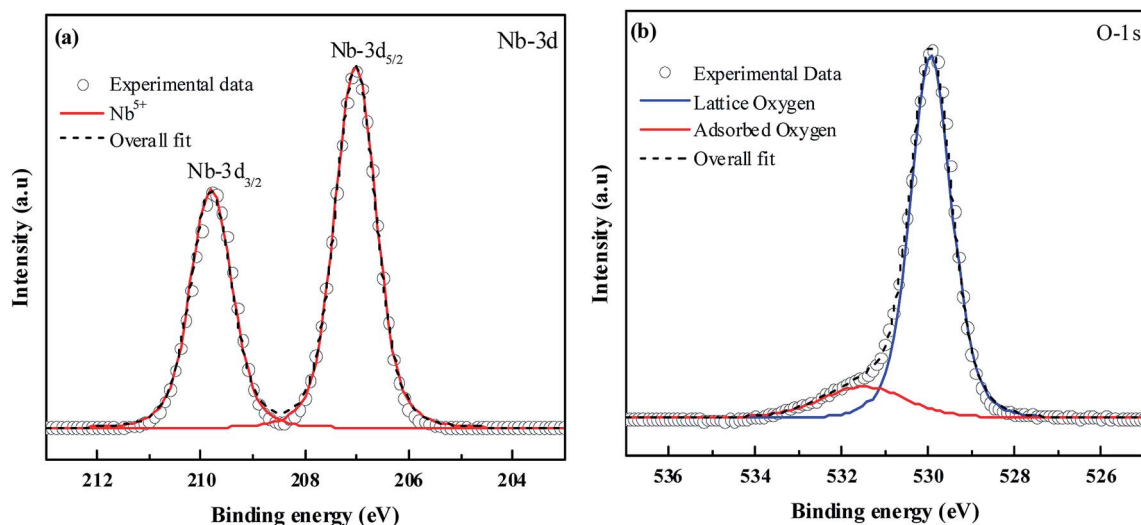 (a)
Nb-3d
Nb-3d5/2
Experimental data
Nb5+
Overall fit
Nb-3d3/2
Intensity (a.u)
212 210 208 206 204
Binding energy (eV)
(b)
O-1s
Experimental Data
Lattice Oxygen
Adsorbed Oxygen
Overall fit
Intensity (a.u)
536 534 532 530 528 526
Binding energy (eV)